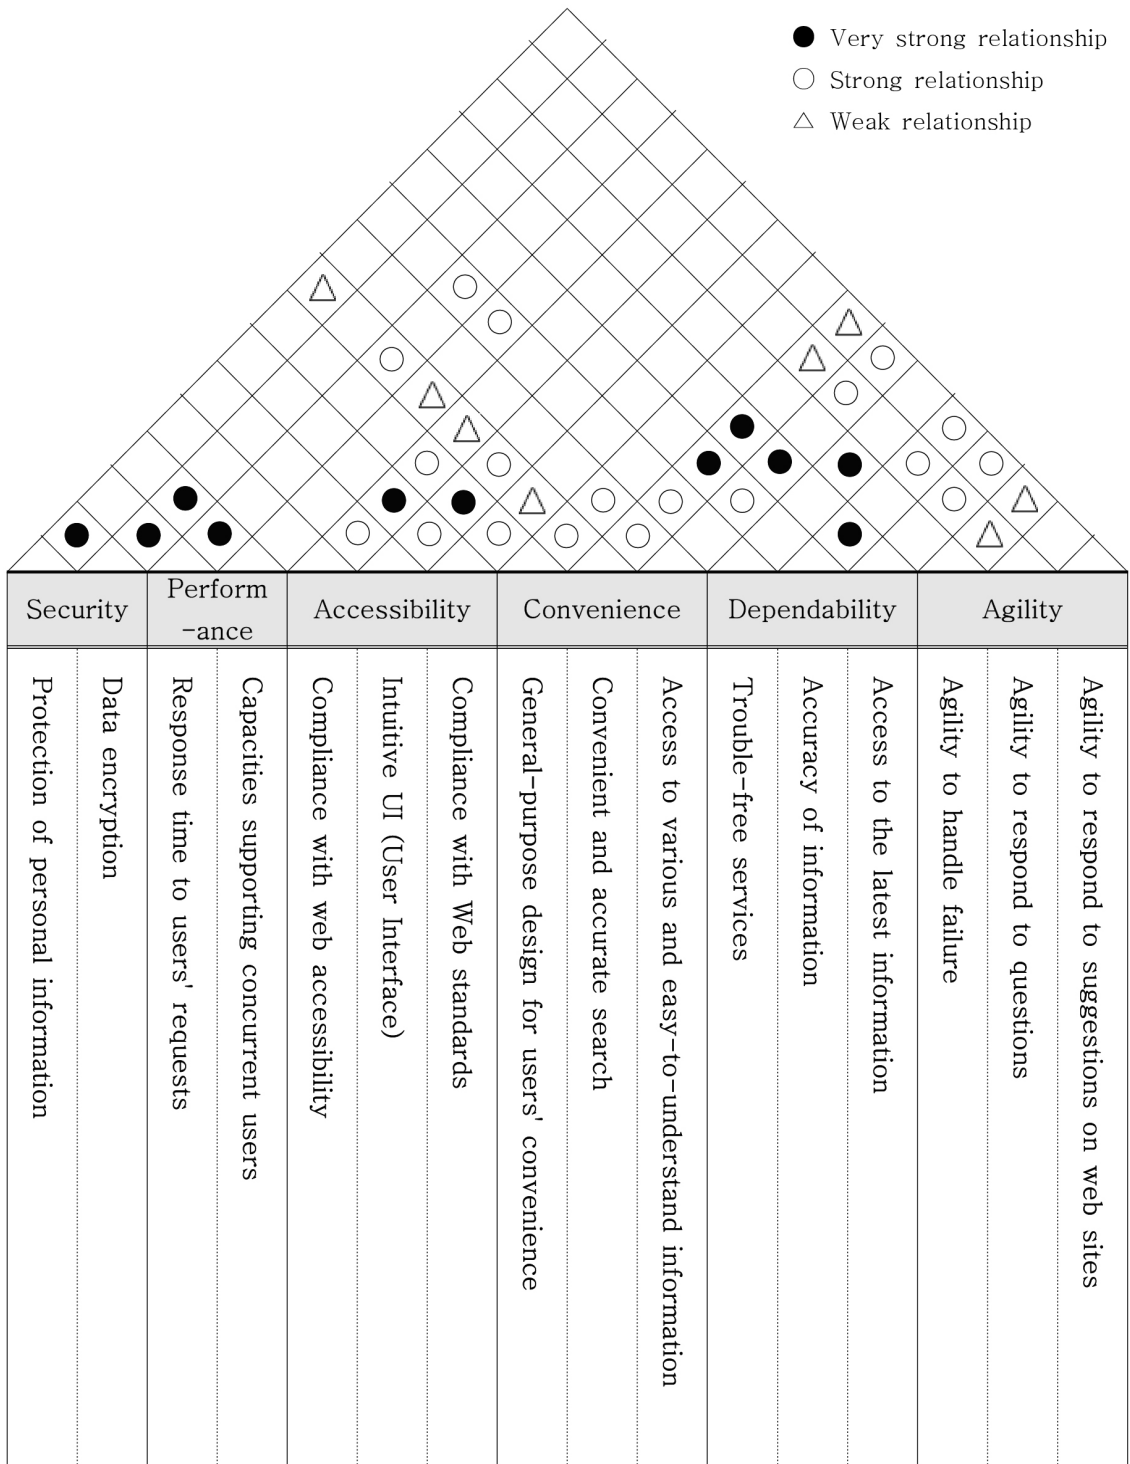 Very strong relationship
Strong relationship
Weak relationship
Security
Perform
-ance
Accessibility
Convenience
Dependability
Agility
Protection of personal information
Data encryption
Response time to users' requests
Capacities supporting concurrent users
Compliance with web accessibility
Intuitive UI (User Interface)
Compliance with Web standards
General-purpose design for users' convenience
Convenient and accurate search
Access to various and easy-to-understand information
Trouble-free services
Accuracy of information
Access to the latest information
Agility to handle failure
Agility to respond to questions
Agility to respond to suggestions on web sites